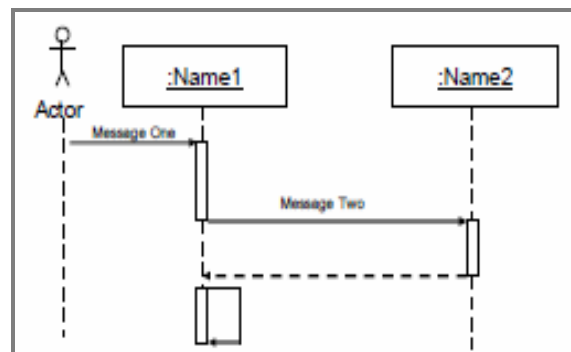 :Name1
:Name2
Actor
Message One
Message Two